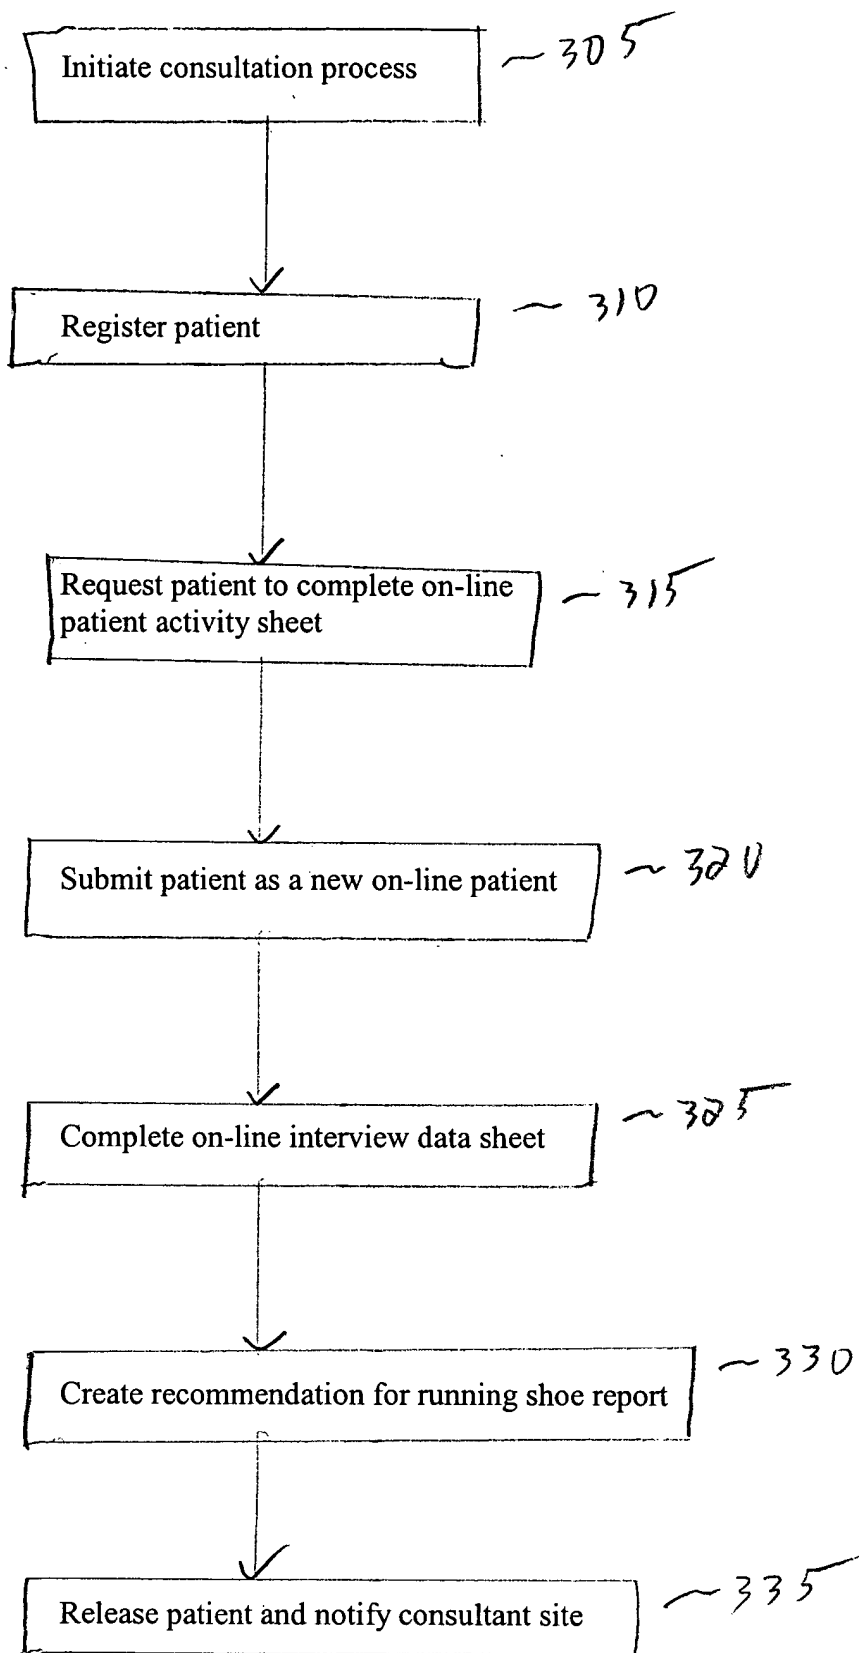 Initiate consultation process ~305
Register patient ~310
Request patient to complete on-line ~315
patient activity sheet
Submit patient as a new on-line patient ~320
Complete on-line interview data sheet ~325
Create recommendation for running shoe report ~330
Release patient and notify consultant site ~335